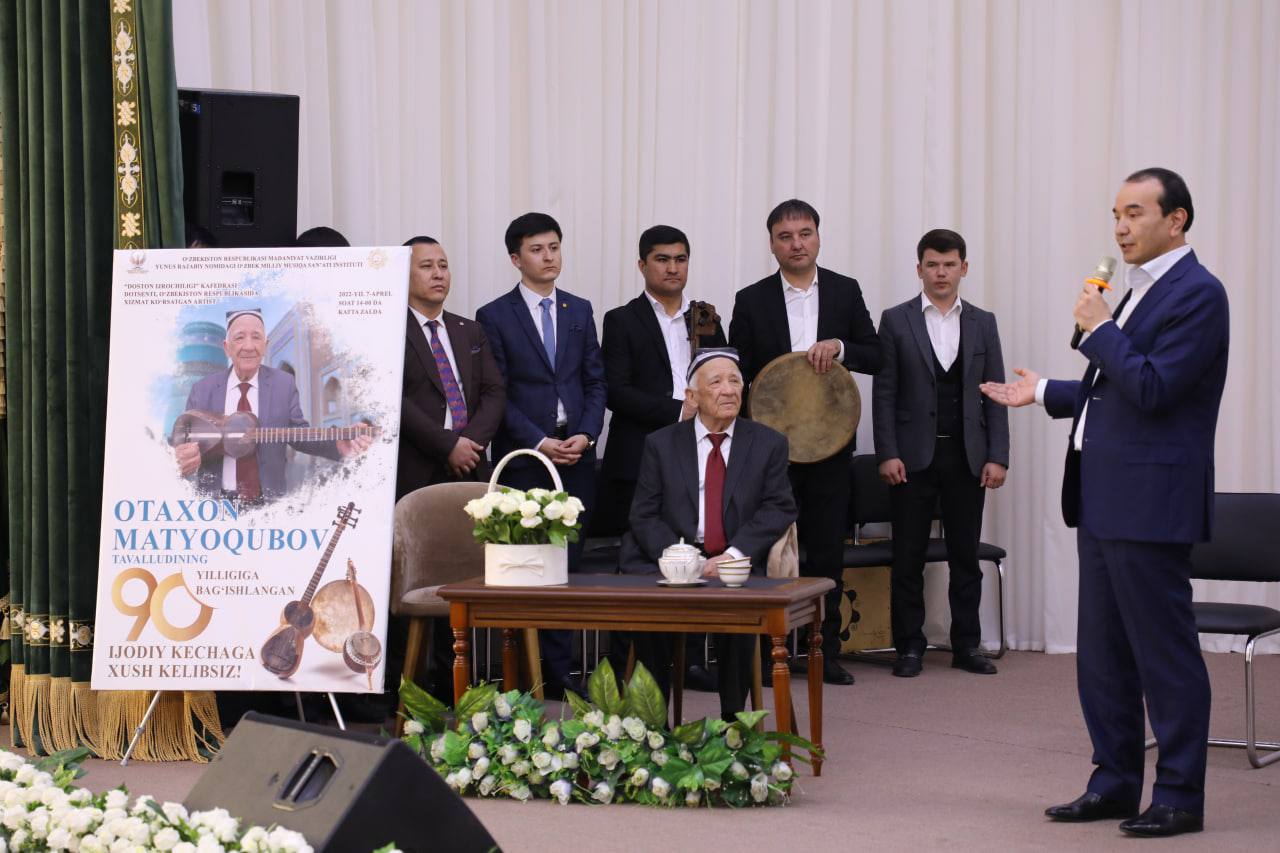 O'ZBEKISTON RESPUBLIKASI MADANIYAT VAZIRLIGI
YUNUS RAJABIY NOMIDAGI O'ZBEK MILLIY MUSIQA SAN'ATI INSTITUTI
"DOSTON IJROCHILIGI" KAFEDRASI
DOTSENTI, O'ZBEKISTON RESPUBLIKASIDA
XIZMAT KO'RSATGAN ARTIST
2022-YIL 7-APREL
SOAT 14-00 DA
KATTA ZALDA
OTAXON
MATYOQUBOV
TAVALLUDINING
90 YILLIGIGA
BAG'ISHLANGAN
IJODIY KECHAGA
XUSH KELIBSIZ!